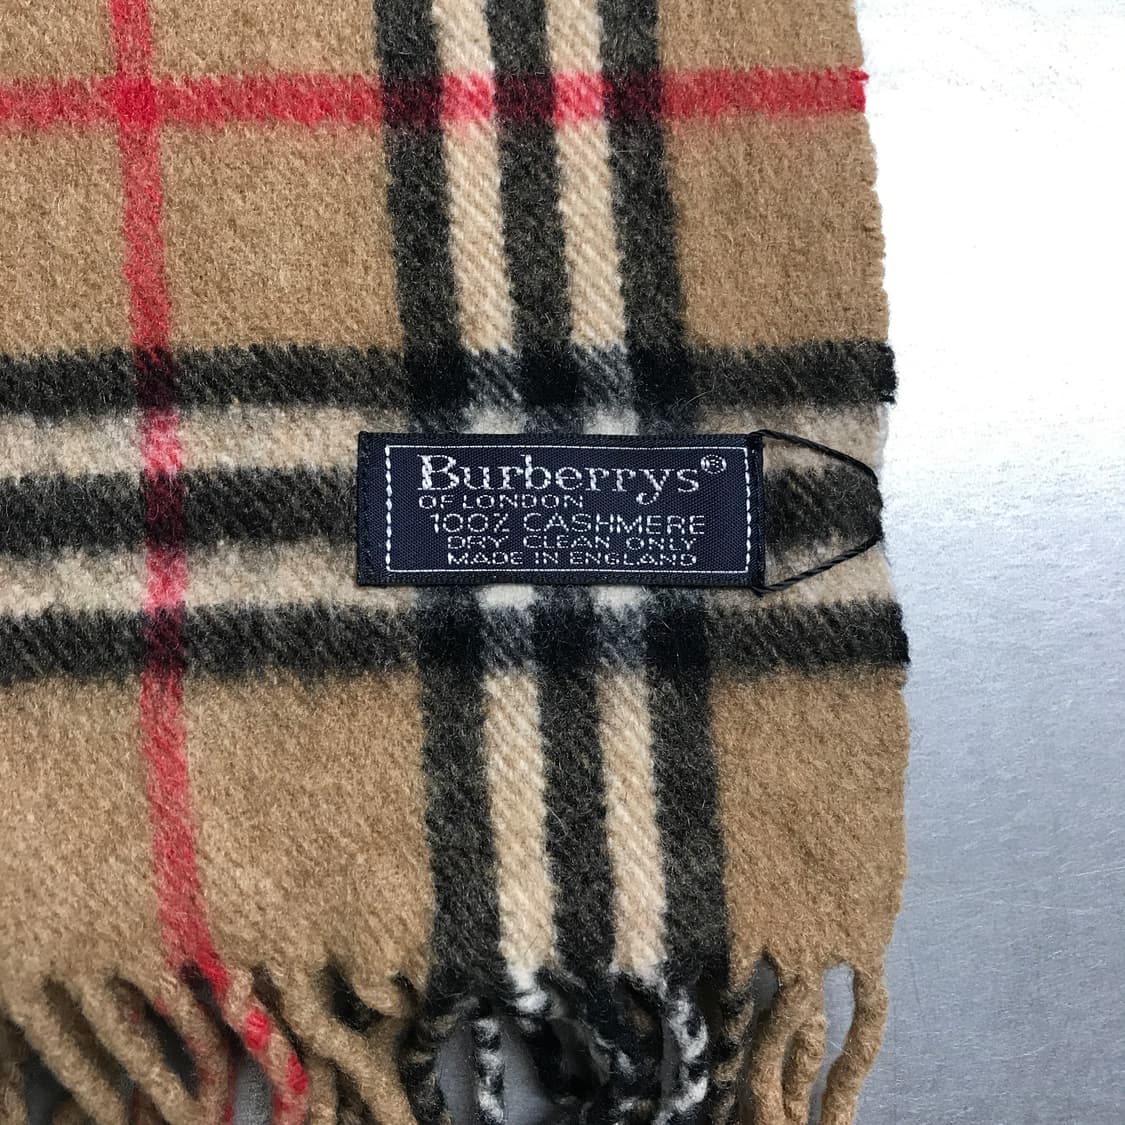 Burberrys®
OF LONDON
100% CASHMERE
DRY CLEAN ONLY
MADE IN ENGLAND